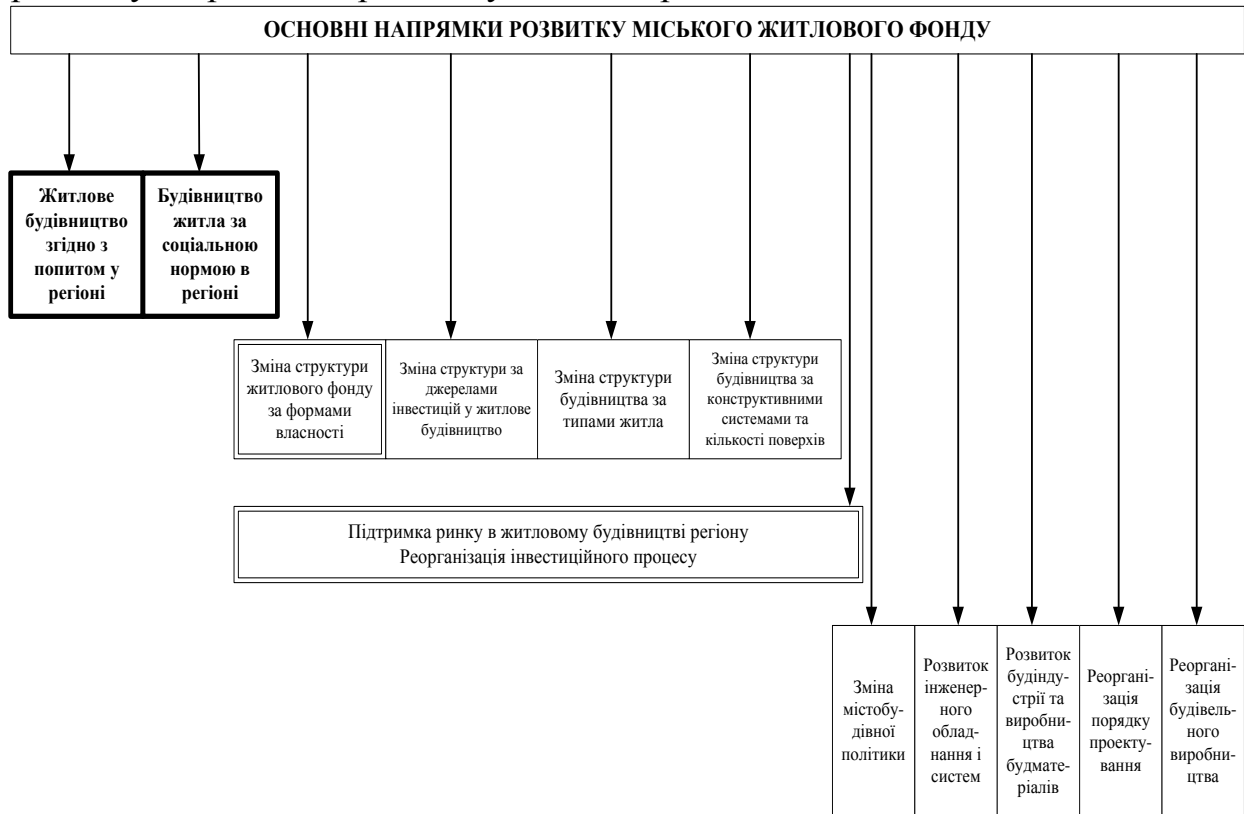 ОСНОВНІ НАПРЯМКИ РОЗВИТКУ МІСЬКОГО ЖИТЛОВОГО ФОНДУ
Житлове
будівництво
згідно з
попитом у
регіоні
Будівництво
житла за
соціальною
нормою в
регіоні
Зміна структури
житлового фонду
за формами
власності
Зміна структури за
джерелами
інвестицій у житлове
будівництво
Зміна структури
будівництва за
типами житла
Зміна структури
будівництва за
конструктивними
системами та
кількості поверхів
Підтримка ринку в житловому будівництві регіону
Реорганізація інвестиційного процесу
Зміна
містобу-
дівної
політики
Розвиток
інженер-
ного
облад-
нання і
систем
Розвиток
будінду-
стрії та
виробни-
цтва
будмате-
ріалів
Реоргані-
зація
порядку
проекту-
вання
Реоргані-
зація
будівель-
ного
виробни-
цтва